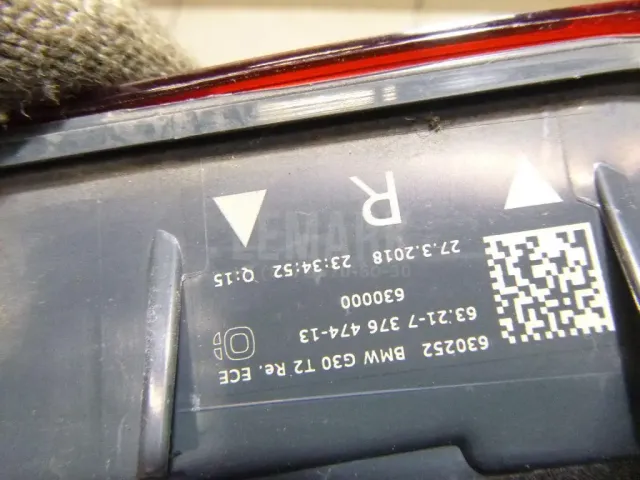 630252 BMW G30 T2 Re. ECE
63.21-7 376 474-13
630000
27.3.2018 23:34:52 Q:15
R
LEMARK